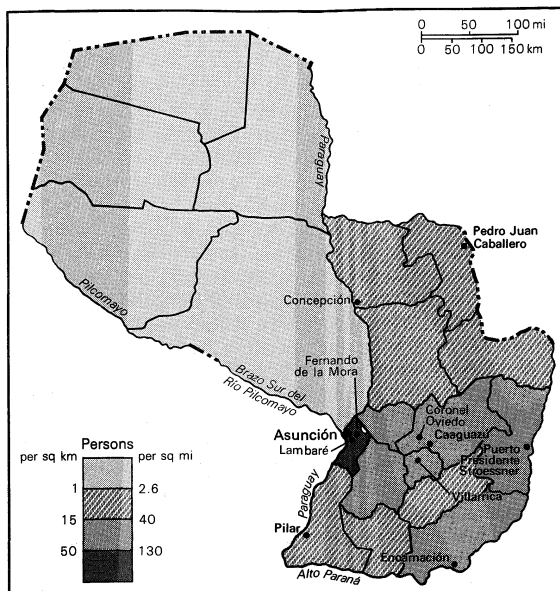 0 50 100 mi
0 50 100 150 km
Paraguay
Pedro Juan
Caballero
Concepción
Pilcomayo
Fernando
de la Mora
Brazo Sur del
Río Pilcomayo
Asunción
Lambaré
Coronel
Oviedo
Caaguazú
Puerto
Presidente
Stroessner
Villarrica
Paraguay
Pilar
Encarnación
Alto Paraná
Persons
per sq km per sq mi
1 2.6
15 40
50 130